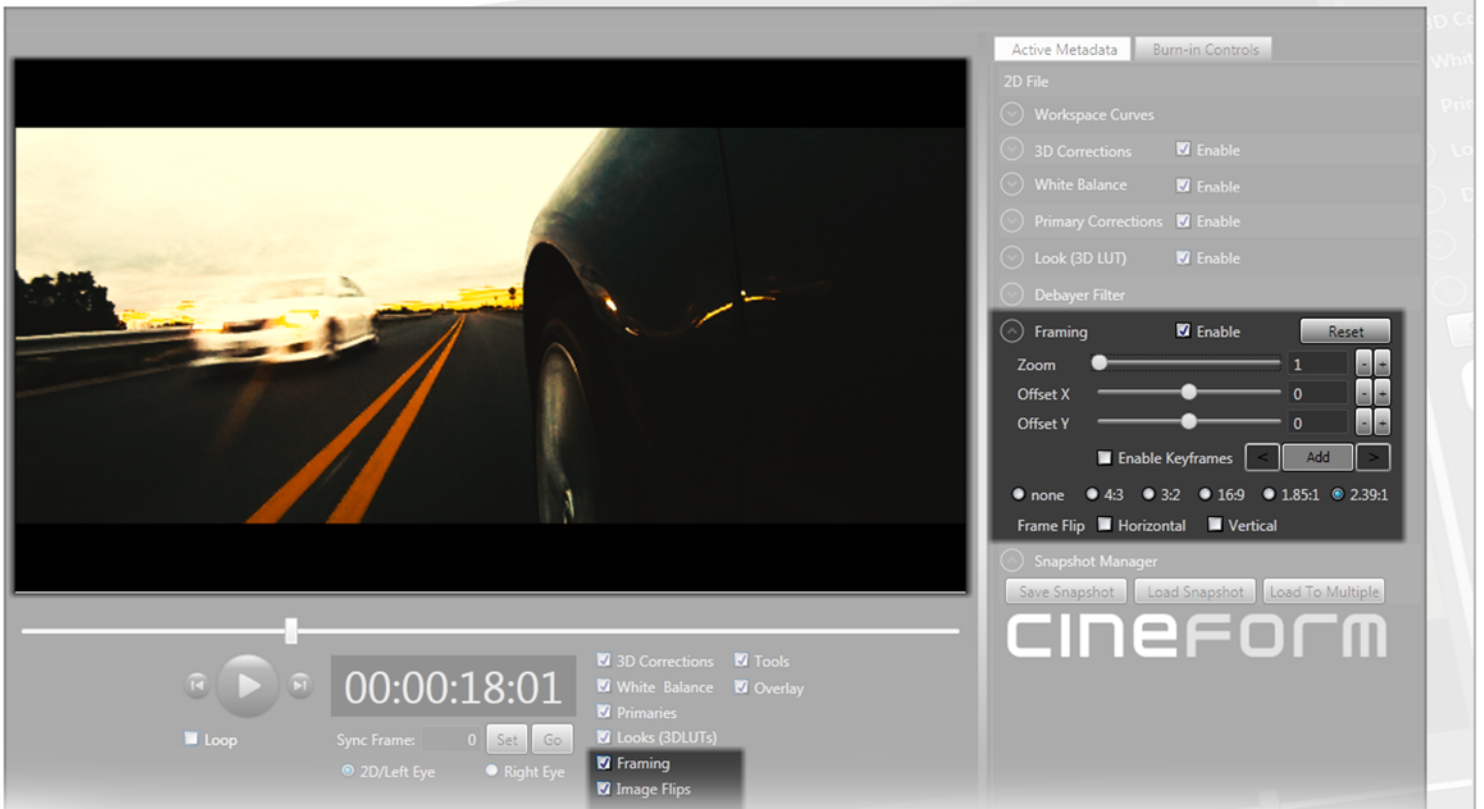 Active Metadata Burn-in Controls
2D File
Workspace Curves
3D Corrections Enable
White Balance Enable
Primary Corrections Enable
Look (3D LUT) Enable
Debayer Filter
Framing Enable Reset
Zoom 1 - +
Offset X 0 - +
Offset Y 0 - +
Enable Keyframes < Add >
none 4:3 3:2 16:9 1.85:1 2.39:1
Frame Flip Horizontal Vertical
Snapshot Manager
Save Snapshot Load Snapshot Load To Multiple
CINEFORM
00:00:18:01
Loop
Sync Frame: 0 Set Go
2D/Left Eye Right Eye
3D Corrections Tools
White Balance Overlay
Primaries
Looks (3DLUTs)
Framing
Image Flips